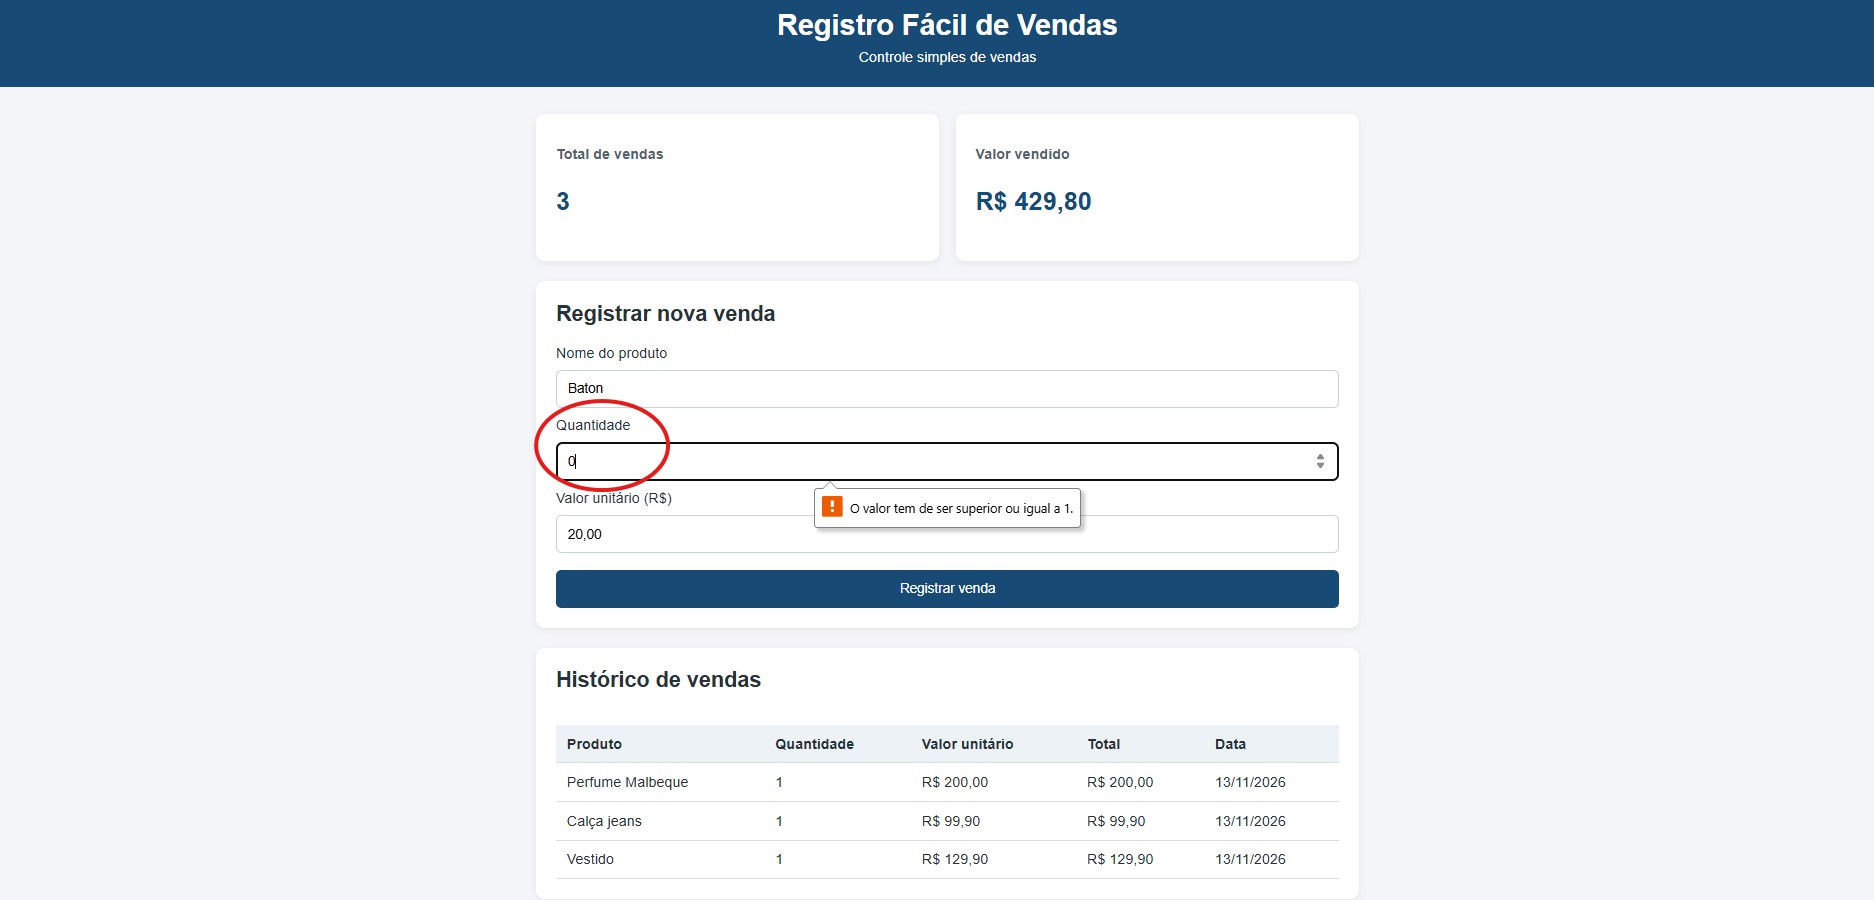 Registro Fácil de Vendas
Controle simples de vendas
Total de vendas
3
Valor vendido
R$ 429,80
Registrar nova venda
Nome do produto
Baton
Quantidade
0
! O valor tem de ser superior ou igual a 1.
Valor unitário (R$)
20,00
Registrar venda
Histórico de vendas
Produto Quantidade Valor unitário Total Data
Perfume Malbeque 1 R$ 200,00 R$ 200,00 13/11/2026
Calça jeans 1 R$ 99,90 R$ 99,90 13/11/2026
Vestido 1 R$ 129,90 R$ 129,90 13/11/2026